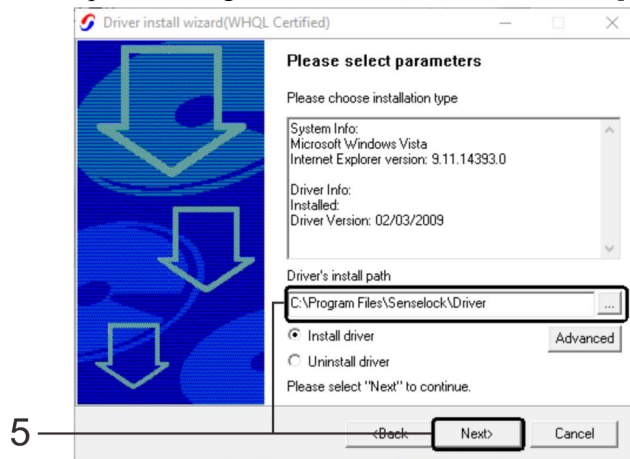 Driver install wizard(WHQL Certified)
Please select parameters
Please choose installation type
System Info:
Microsoft Windows Vista
Internet Explorer version: 9.11.14393.0
Driver Info:
Installed:
Driver Version: 02/03/2009
Driver's install path
C:\Program Files\Senselock\Driver
...
Install driver
Advanced
Uninstall driver
Please select "Next" to continue.
5
<Back
Next>
Cancel